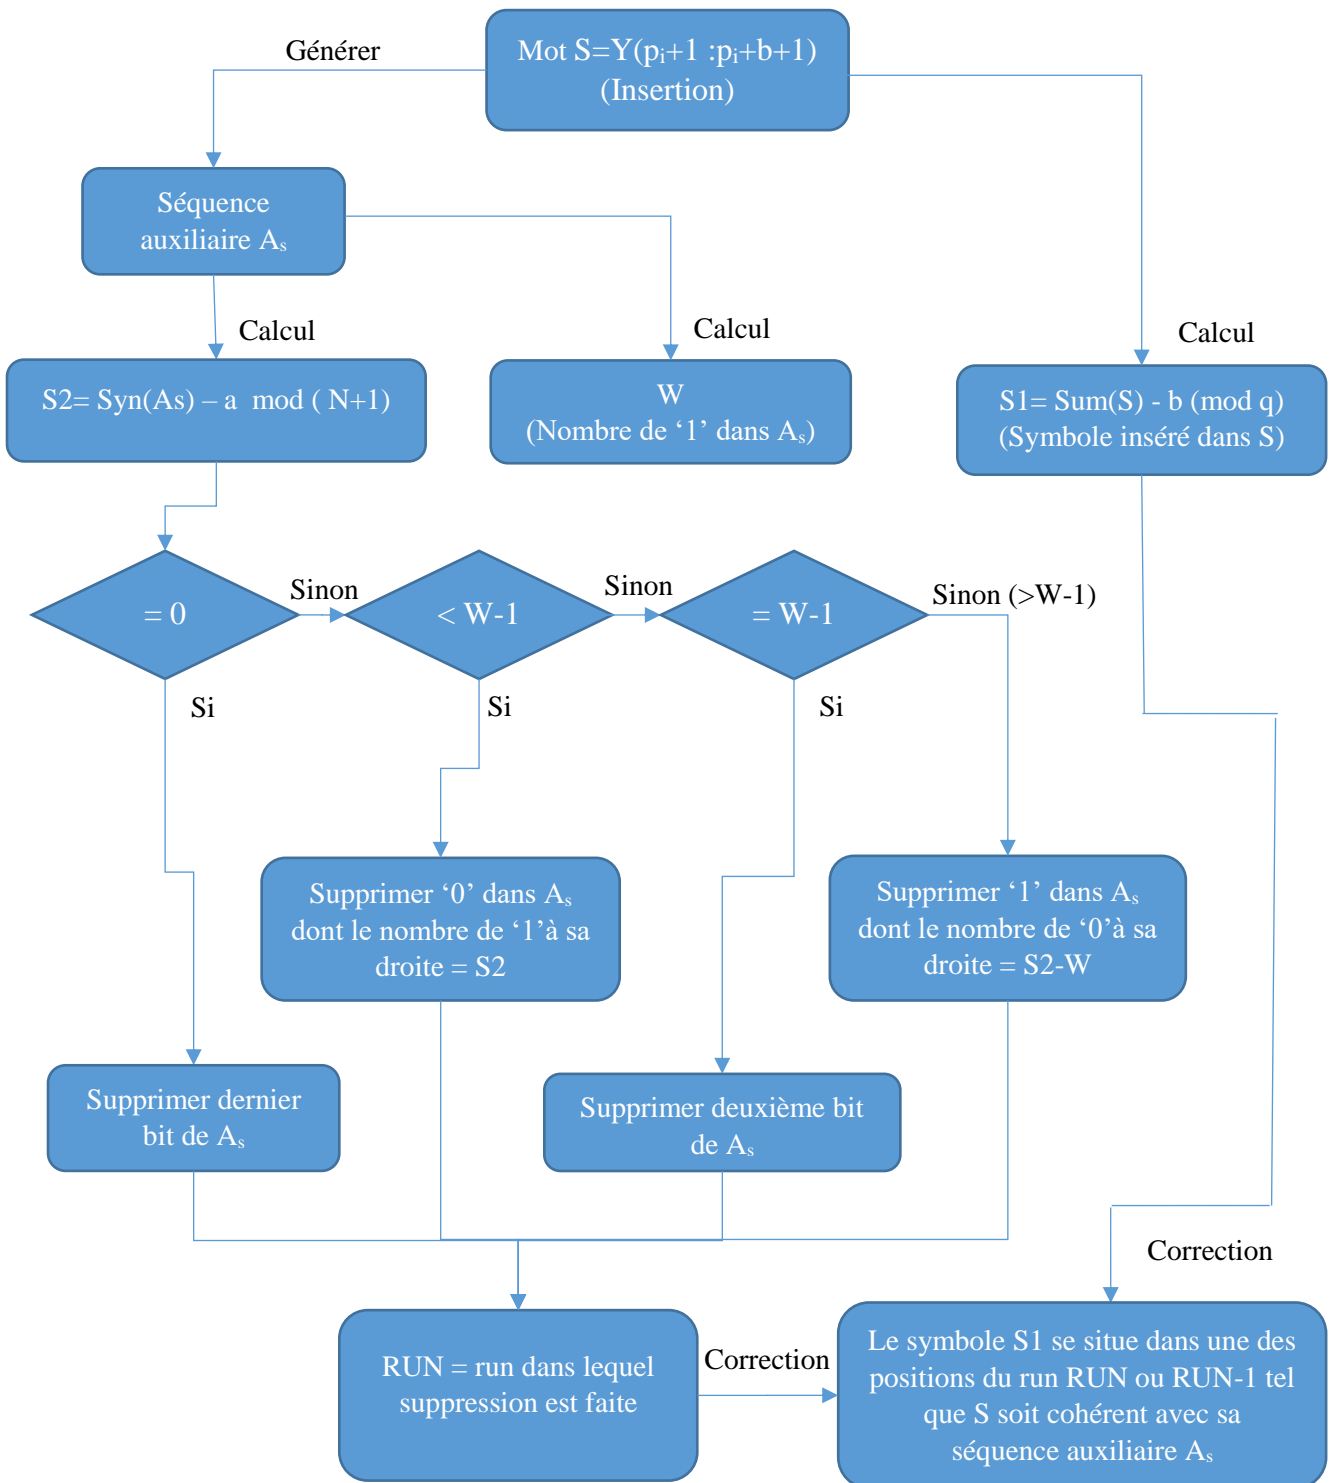 Générer
Mot S=Y(pᵢ+1 :pᵢ+b+1)
(Insertion)
Séquence
auxiliaire Aₛ
Calcul
Calcul
Calcul
S2= Syn(As) – a  mod ( N+1)
W
(Nombre de ‘1’ dans Aₛ)
S1= Sum(S) - b (mod q)
(Symbole inséré dans S)
= 0
Sinon
< W-1
Sinon
= W-1
Sinon (>W-1)
Si
Si
Si
Supprimer ‘0’ dans Aₛ
dont le nombre de ‘1’à sa
droite = S2
Supprimer ‘1’ dans Aₛ
dont le nombre de ‘0’à sa
droite = S2-W
Supprimer dernier
bit de Aₛ
Supprimer deuxième bit
de Aₛ
Correction
RUN = run dans lequel
suppression est faite
Correction
Le symbole S1 se situe dans une des
positions du run RUN ou RUN-1 tel
que S soit cohérent avec sa
séquence auxiliaire Aₛ